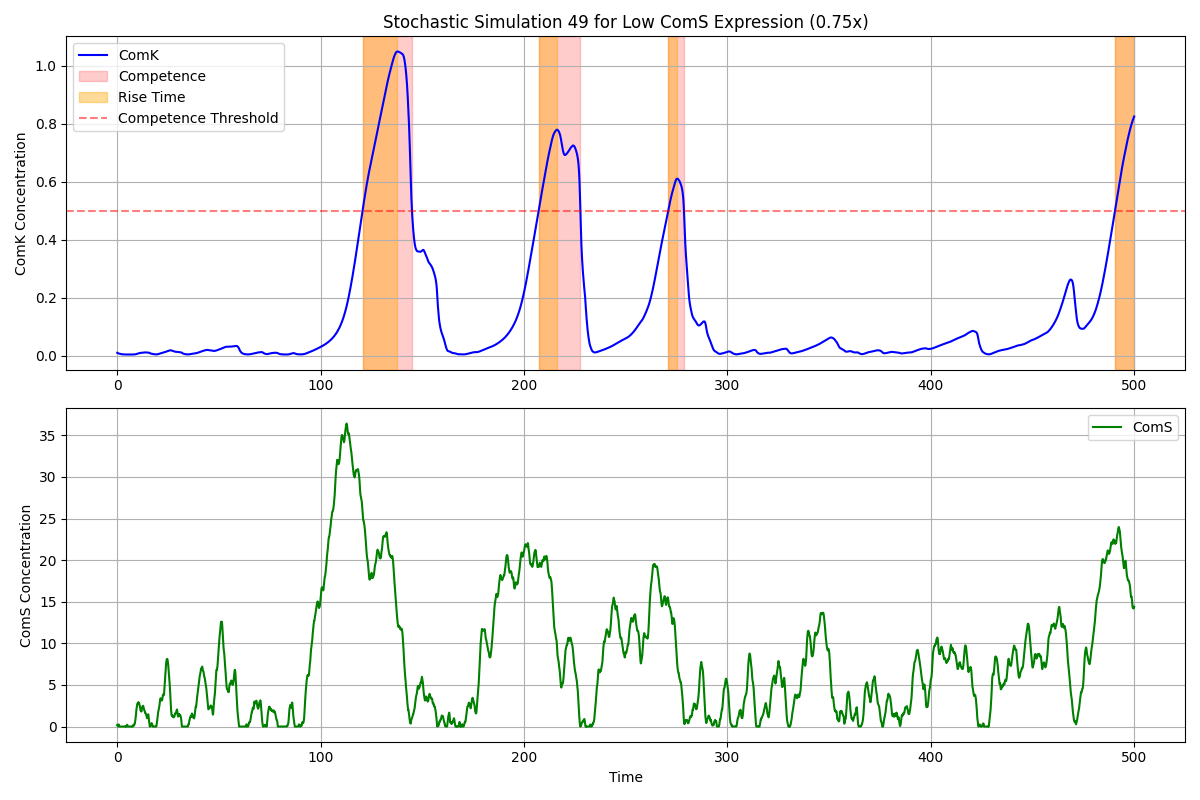 Stochastic Simulation 49 for Low ComS Expression (0.75x)
ComK
Competence
Rise Time
Competence Threshold
ComK Concentration
1.0
0.8
0.6
0.4
0.2
0.0
0 100 200 300 400 500
ComS
ComS Concentration
35
30
25
20
15
10
5
0
0 100 200 300 400 500
Time